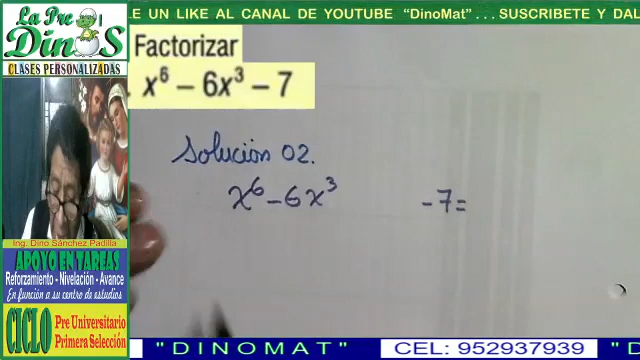 LE UN LIKE AL CANAL DE YOUTUBE "DinoMat" . . . SUSCRIBETE Y DAL
La Pre
DinoS
CLASES PERSONALIZADAS
Factorizar
x⁶ − 6x³ − 7
Solución 02.
x⁶ − 6x³ −7=
Ing. Dino Sánchez Padilla
APOYO EN TAREAS
Reforzamiento - Nivelación - Avance
En función a su centro de estudios
CICLO Pre Universitario
Primera Selección
"DINOMAT" CEL: 952937939 "D